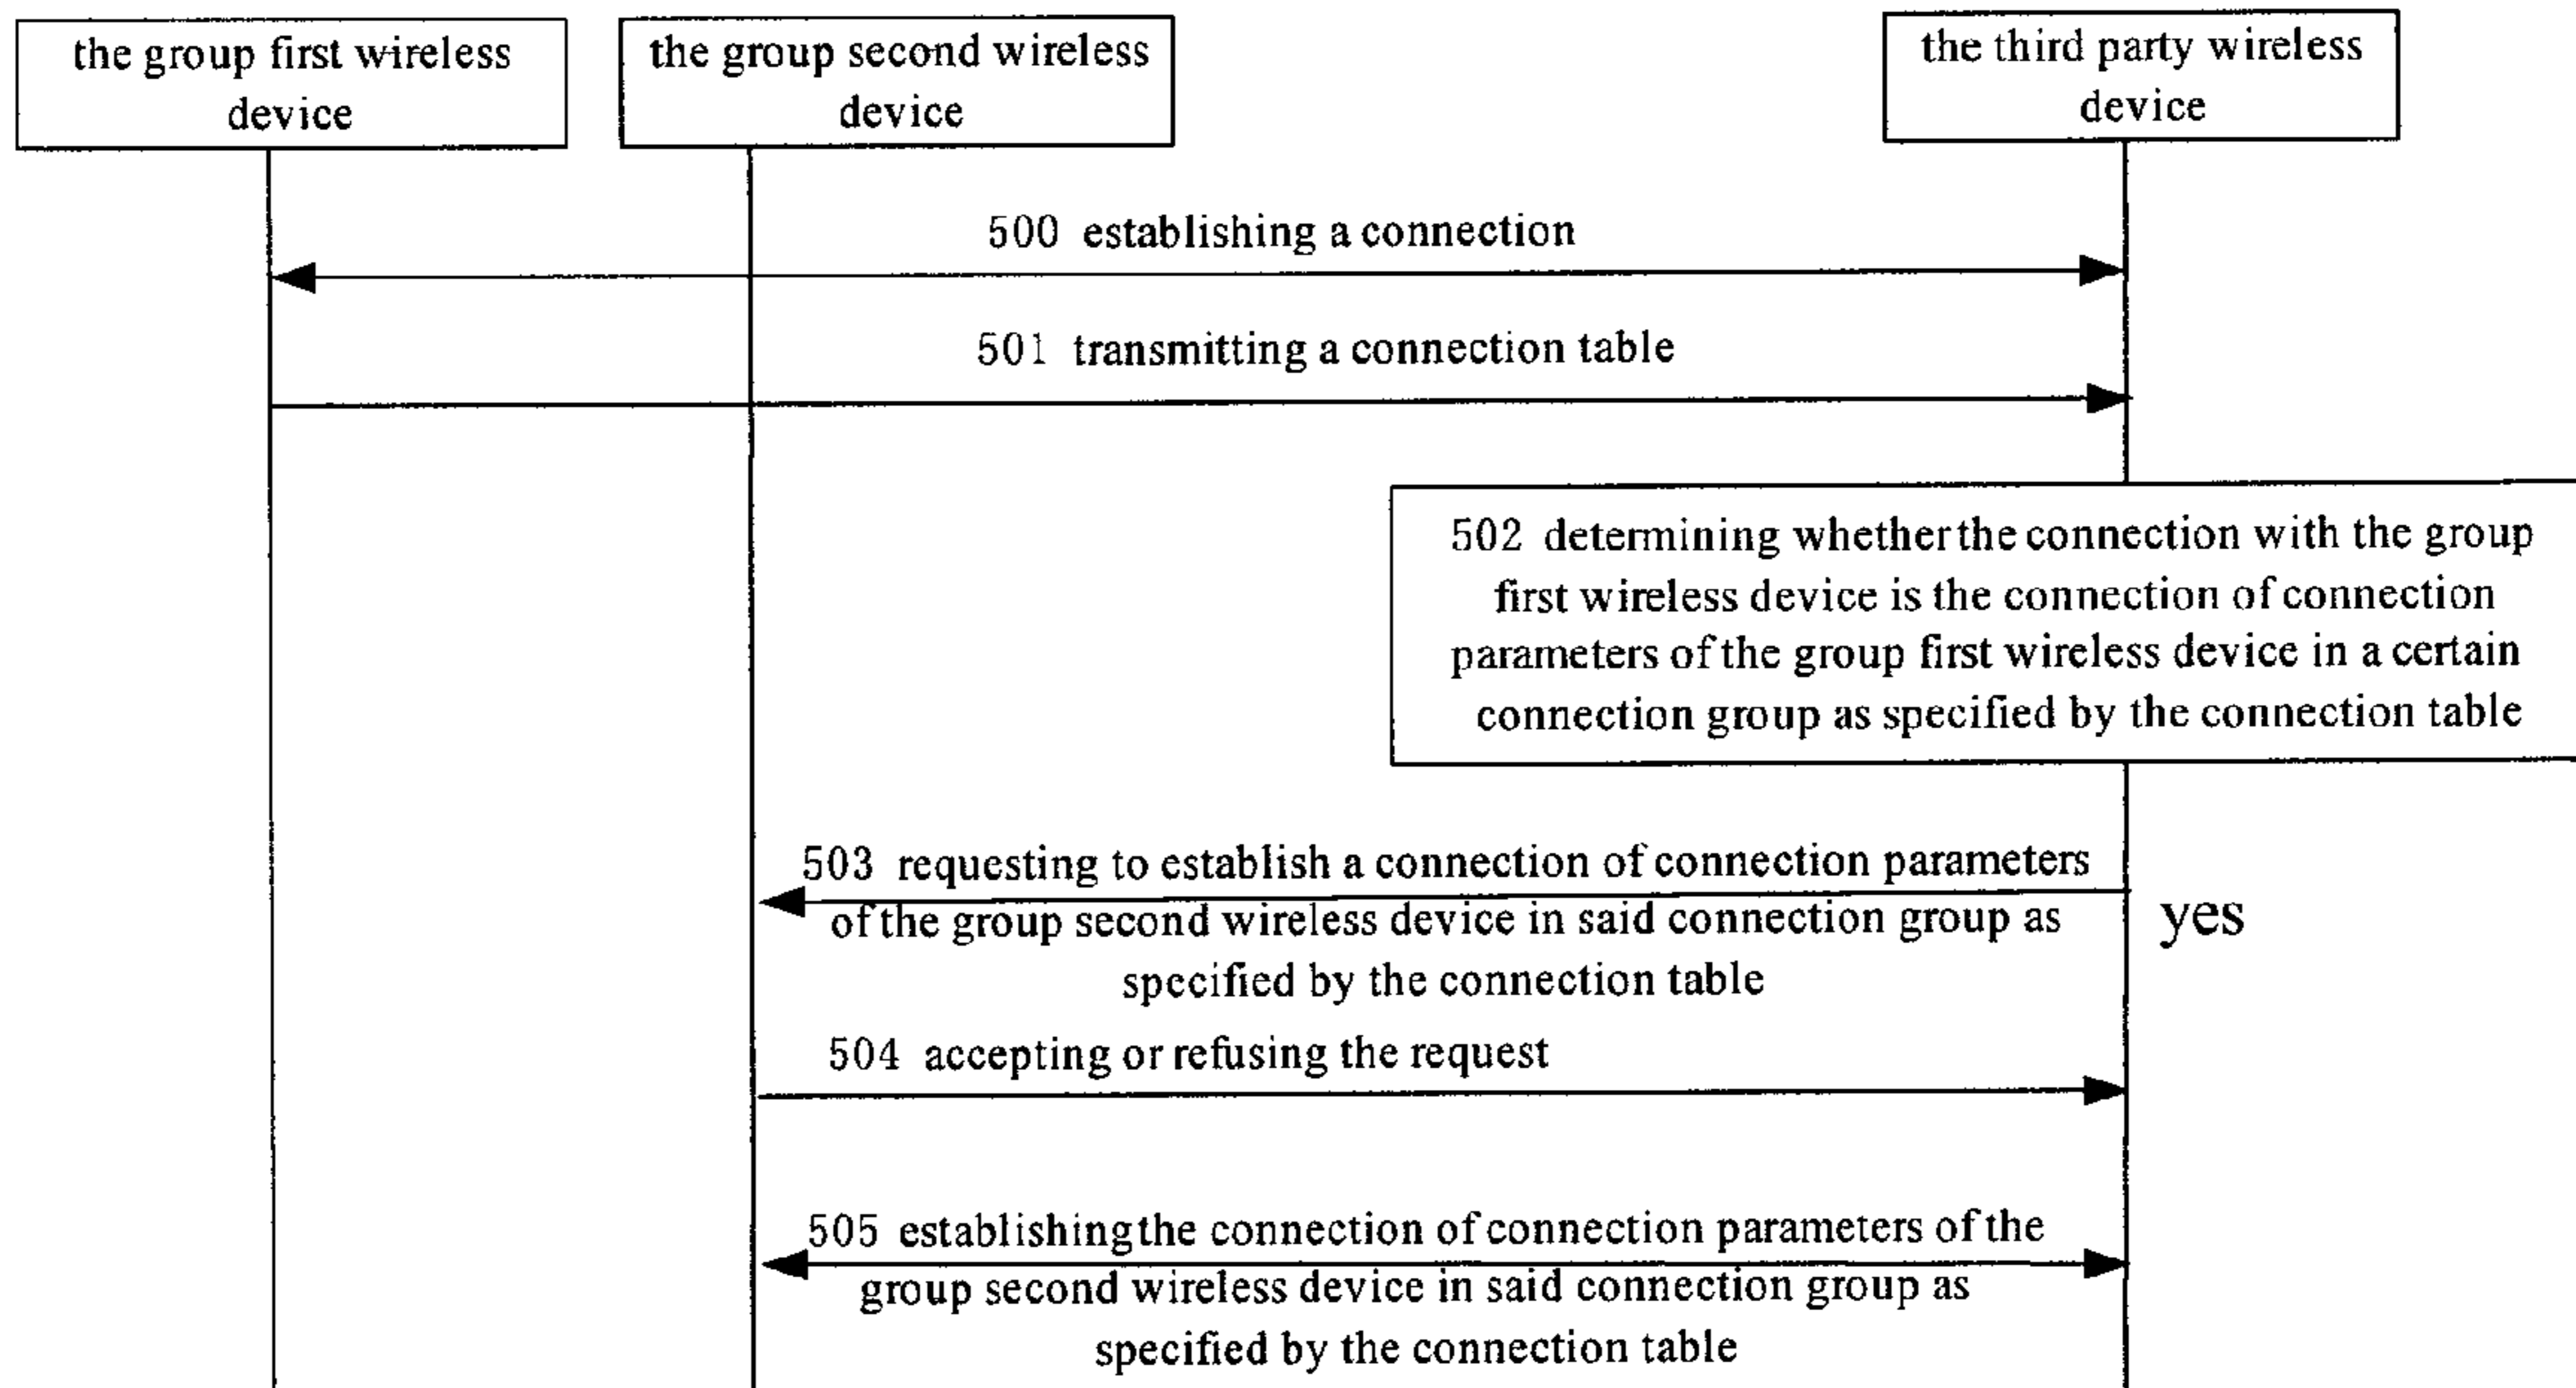 the group first wireless
device
the group second wireless
device
the third party wireless
device
500 establishing a connection
501 transmitting a connection table
502 determining whether the connection with the group
first wireless device is the connection of connection
parameters of the group first wireless device in a certain
connection group as specified by the connection table
503 requesting to establish a connection of connection parameters
of the group second wireless device in said connection group as
specified by the connection table
yes
504 accepting or refusing the request
505 establishing the connection of connection parameters of the
group second wireless device in said connection group as
specified by the connection table